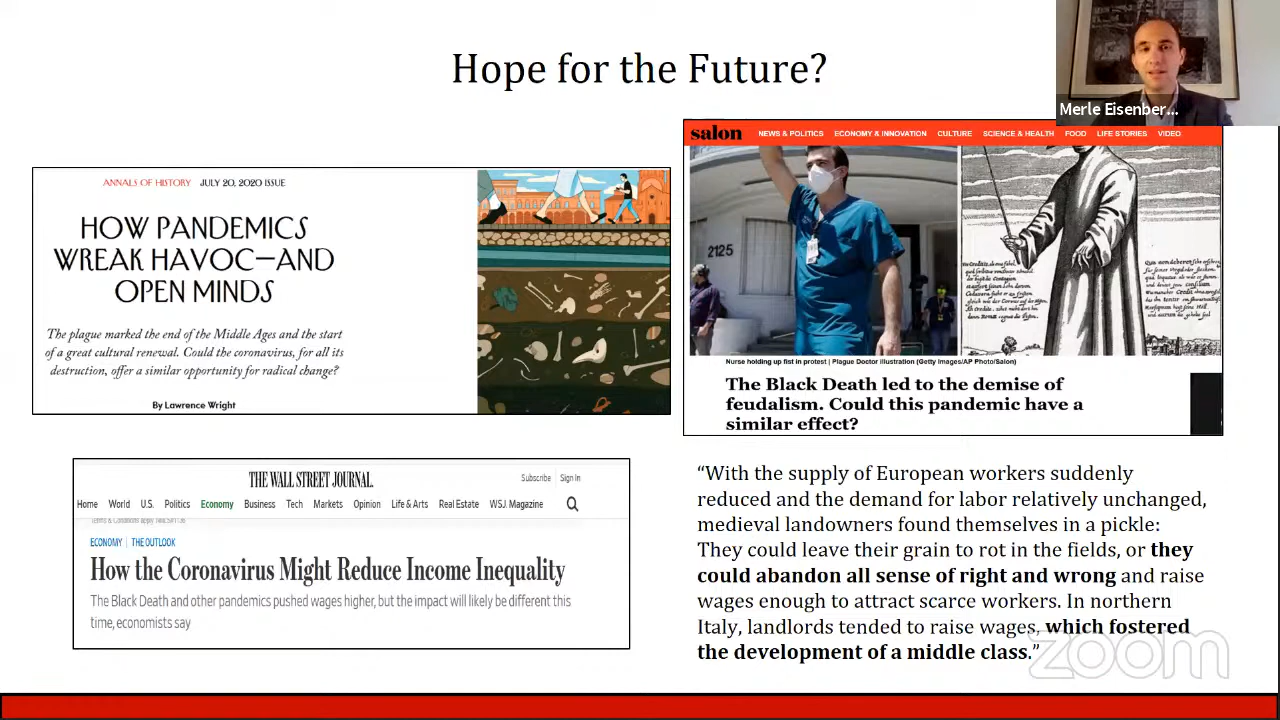 Hope for the Future?
Merle Eisenber...
ANNALS OF HISTORY JULY 20, 2020 ISSUE
HOW PANDEMICS
WREAK HAVOC—AND
OPEN MINDS
The plague marked the end of the Middle Ages and the start
of a great cultural renewal. Could the coronavirus, for all its
destruction, offer a similar opportunity for radical change?
By Lawrence Wright
salon NEWS & POLITICS ECONOMY & INNOVATION CULTURE SCIENCE & HEALTH FOOD LIFE STORIES VIDEO
2125
Nurse holding up fist in protest | Plague Doctor illustration (Getty Images/AP Photo/Salon)
The Black Death led to the demise of
feudalism. Could this pandemic have a
similar effect?
THE WALL STREET JOURNAL.
Subscribe Sign In
Home World U.S. Politics Economy Business Tech Markets Opinion Life & Arts Real Estate WSJ. Magazine
ECONOMY | THE OUTLOOK
How the Coronavirus Might Reduce Income Inequality
The Black Death and other pandemics pushed wages higher, but the impact will likely be different this
time, economists say
“With the supply of European workers suddenly
reduced and the demand for labor relatively unchanged,
medieval landowners found themselves in a pickle:
They could leave their grain to rot in the fields, or they
could abandon all sense of right and wrong and raise
wages enough to attract scarce workers. In northern
Italy, landlords tended to raise wages, which fostered
the development of a middle class.”
zoom